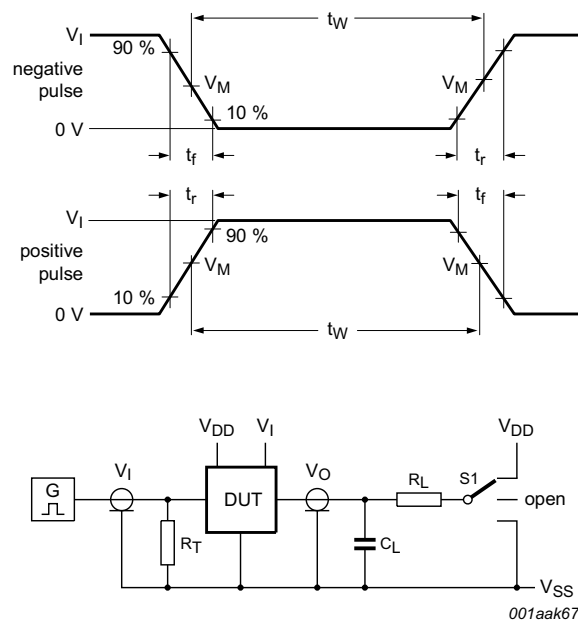 V_I
t_W
90 %
negative
pulse
V_M
V_M
10 %
0 V
t_f
t_r
t_r
t_f
V_I
90 %
positive
pulse
V_M
V_M
10 %
0 V
t_W
V_DD
V_I
V_DD
V_I
V_O
R_L
S1
G
DUT
open
R_T
C_L
V_SS
001aak67